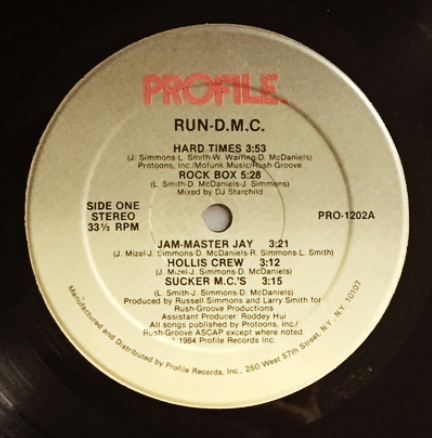 PROFILE.
RUN-D.M.C.
HARD TIMES 3:53
(J. Simmons-L. Smith-W. Waring-D. McDaniels)
Protoons, Inc./Mofunk Music/Rush-Groove
ROCK BOX 5:28
(L. Smith-D. McDaniels-J. Simmons)
Mixed by DJ Starchild
SIDE ONE
STEREO
33⅓ RPM
PRO-1202A
JAM-MASTER JAY 3:21
(J. Mizel-J. Simmons-D. McDaniels-R. Simmons-L. Smith)
HOLLIS CREW 3:12
(L. Smith-J. Simmons-D. McDaniels)
SUCKER M.C.'S 3:15
(L. Smith-J. Simmons-D. McDaniels)
Produced by Russell Simmons and Larry Smith for
Rush-Groove Productions
Assistant Producer: Roddey Hui
All songs published by Protoons, Inc./
Rush-Groove ASCAP except where noted.
℗ 1984 Profile Records Inc.
Manufactured and Distributed by Profile Records, Inc., 250 West 57th Street, N.Y., N.Y. 10107